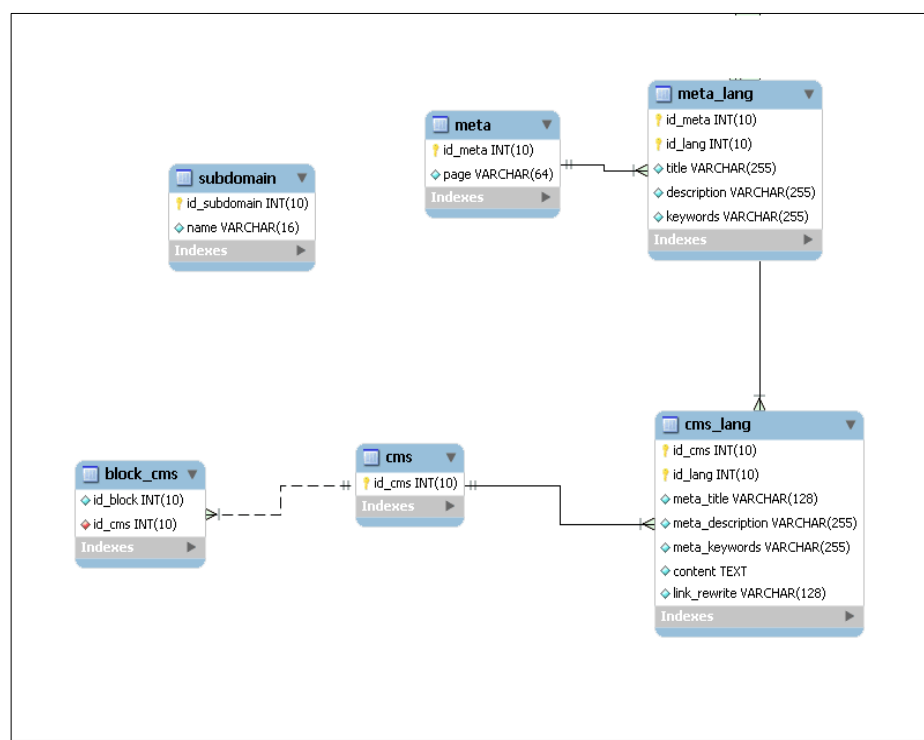 meta_lang
id_meta INT(10)
id_lang INT(10)
title VARCHAR(255)
description VARCHAR(255)
keywords VARCHAR(255)
Indexes
meta
id_meta INT(10)
page VARCHAR(64)
Indexes
subdomain
id_subdomain INT(10)
name VARCHAR(16)
Indexes
cms_lang
id_cms INT(10)
id_lang INT(10)
meta_title VARCHAR(128)
meta_description VARCHAR(255)
meta_keywords VARCHAR(255)
content TEXT
link_rewrite VARCHAR(128)
Indexes
cms
id_cms INT(10)
Indexes
block_cms
id_block INT(10)
id_cms INT(10)
Indexes